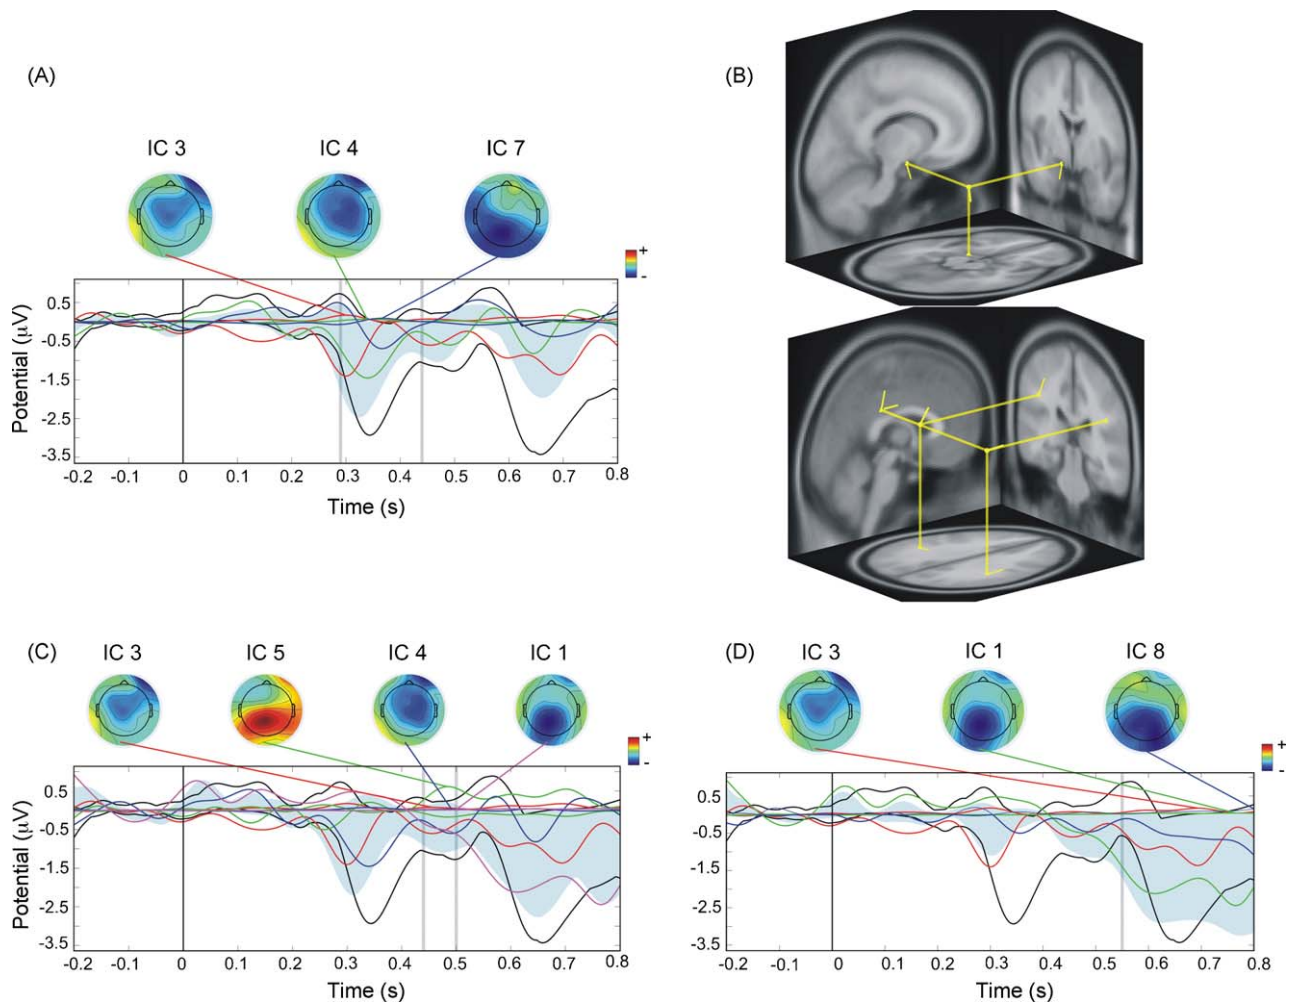 (A)
IC 3 IC 4 IC 7
+
-
0.5
-0.5
-1.5
-2.5
-3.5
Potential (μV)
-0.2 -0.1 0 0.1 0.2 0.3 0.4 0.5 0.6 0.7 0.8
Time (s)
(B)
(C)
IC 3 IC 5 IC 4 IC 1
+
-
0.5
-0.5
-1.5
-2.5
-3.5
Potential (μV)
-0.2 -0.1 0 0.1 0.2 0.3 0.4 0.5 0.6 0.7 0.8
Time (s)
(D)
IC 3 IC 1 IC 8
+
-
0.5
-0.5
-1.5
-2.5
-3.5
-0.2 -0.1 0 0.1 0.2 0.3 0.4 0.5 0.6 0.7 0.8
Time (s)